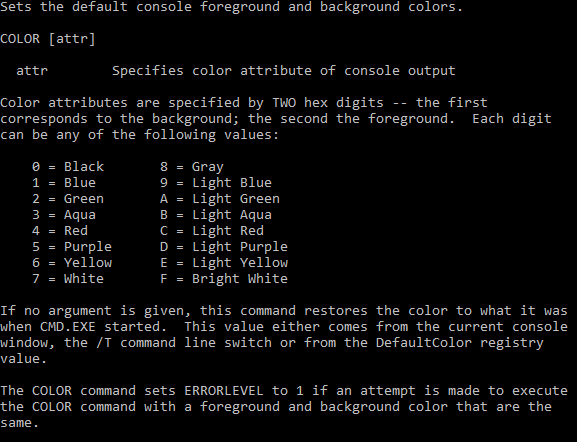 Sets the default console foreground and background colors.
COLOR [attr]
attr        Specifies color attribute of console output
Color attributes are specified by TWO hex digits -- the first
corresponds to the background; the second the foreground.  Each digit
can be any of the following values:
0 = Black       8 = Gray
1 = Blue        9 = Light Blue
2 = Green       A = Light Green
3 = Aqua        B = Light Aqua
4 = Red         C = Light Red
5 = Purple      D = Light Purple
6 = Yellow      E = Light Yellow
7 = White       F = Bright White
If no argument is given, this command restores the color to what it was
when CMD.EXE started.  This value either comes from the current console
window, the /T command line switch or from the DefaultColor registry
value.
The COLOR command sets ERRORLEVEL to 1 if an attempt is made to execute
the COLOR command with a foreground and background color that are the
same.